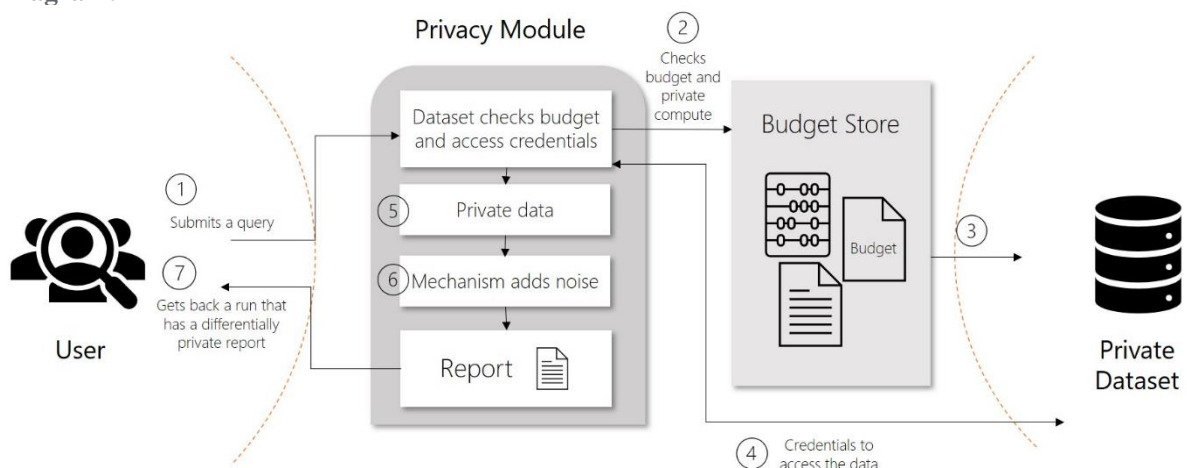 Privacy Module
2
Checks
budget and
private
compute
Dataset checks budget
and access credentials
Budget Store
1
Submits a query
5
Private data
Budget
3
7
Gets back a run that
has a differentially
private report
6
Mechanism adds noise
User
Report
Private
Dataset
4
Credentials to
access the data